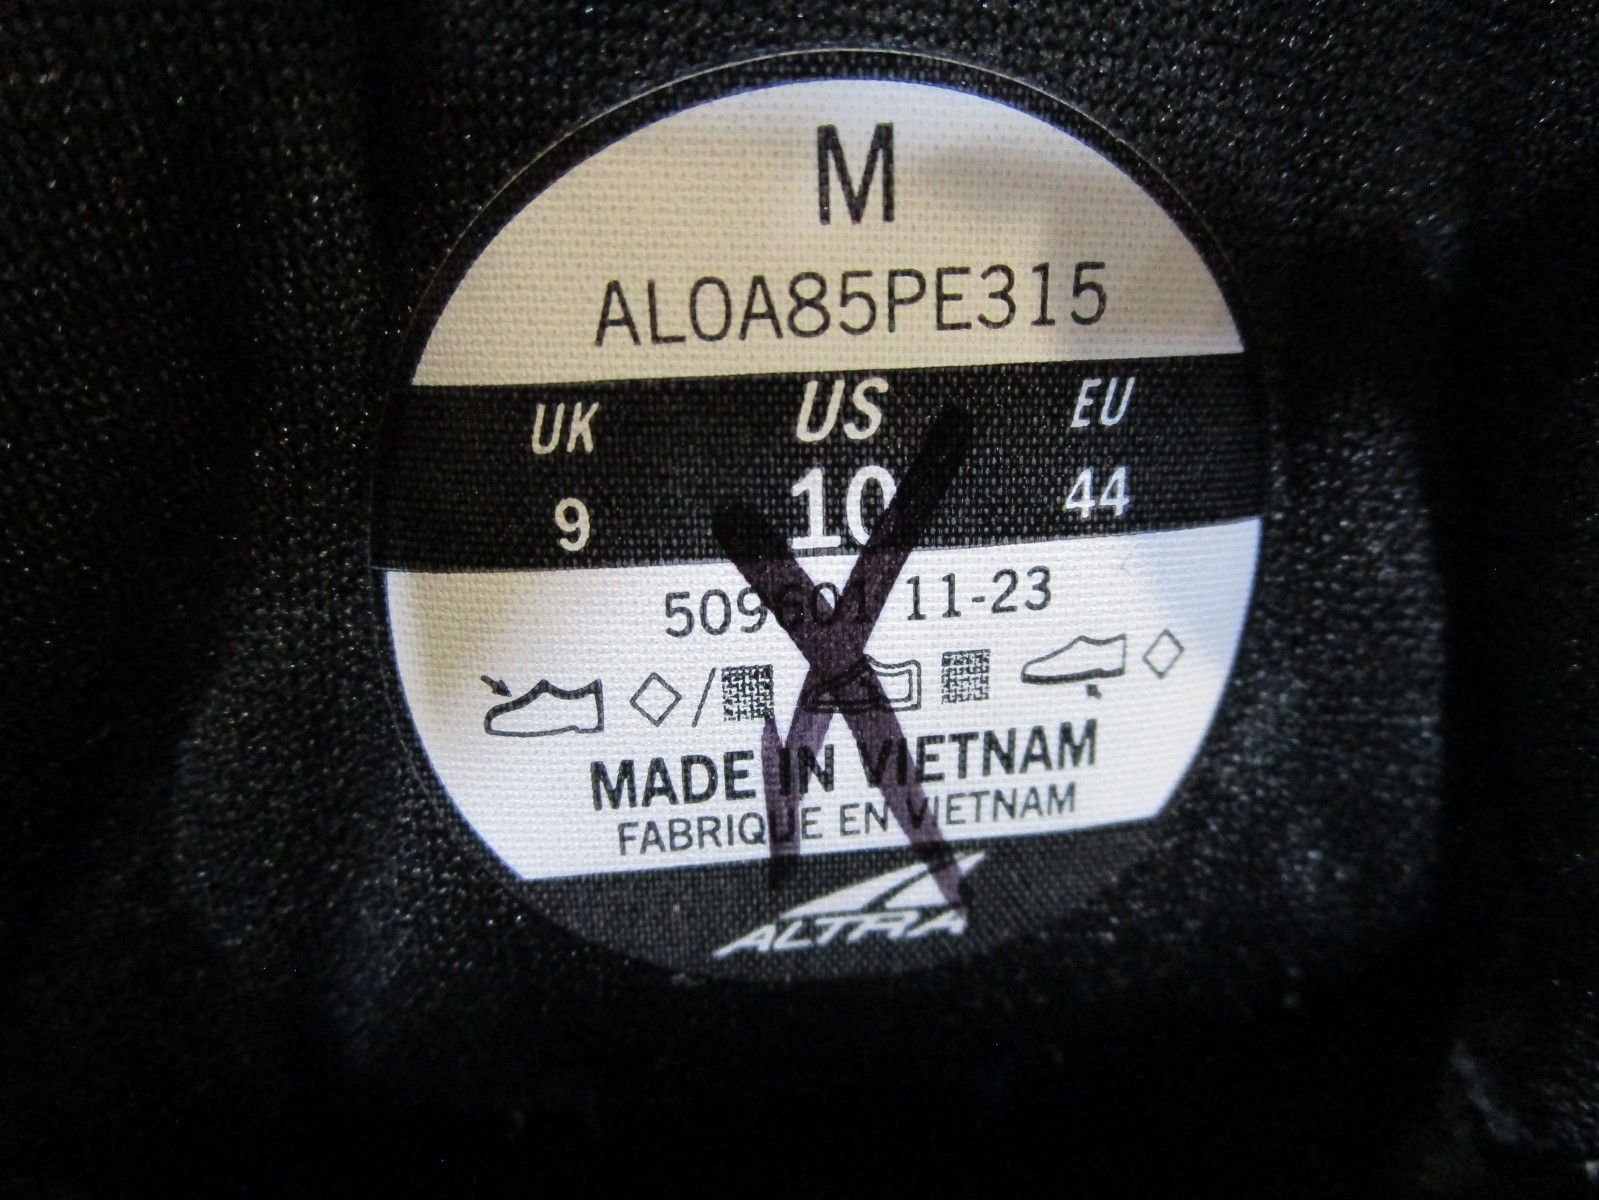 M
AL0A85PE315
UK US EU
9 10 44
509601 11-23
MADE IN VIETNAM
FABRIQUE EN VIETNAM
ALTRA